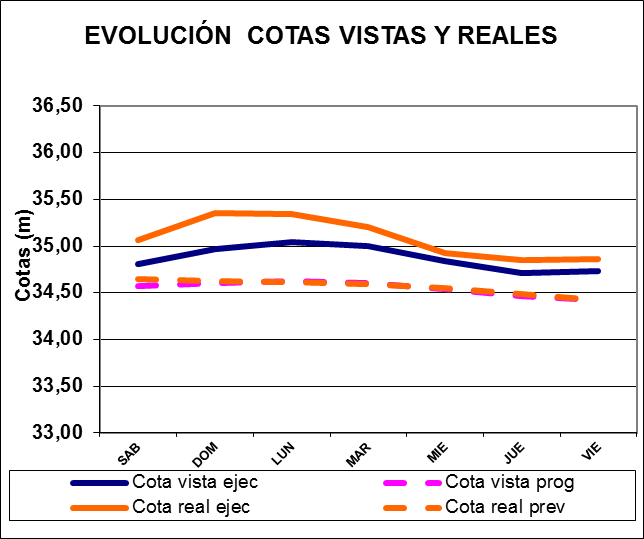 EVOLUCIÓN  COTAS VISTAS Y REALES
36,50
36,00
35,50
35,00
34,50
34,00
33,50
33,00
Cotas (m)
SAB DOM LUN MAR MIE JUE VIE
Cota vista ejec Cota vista prog
Cota real ejec Cota real prev